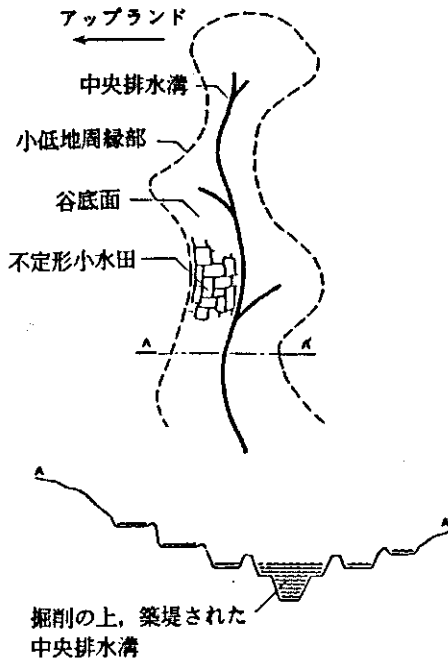 アップランド
中央排水溝
小低地周縁部
谷底面
不定形小水田
A A'
A A'
掘削の上，築堤された
中央排水溝